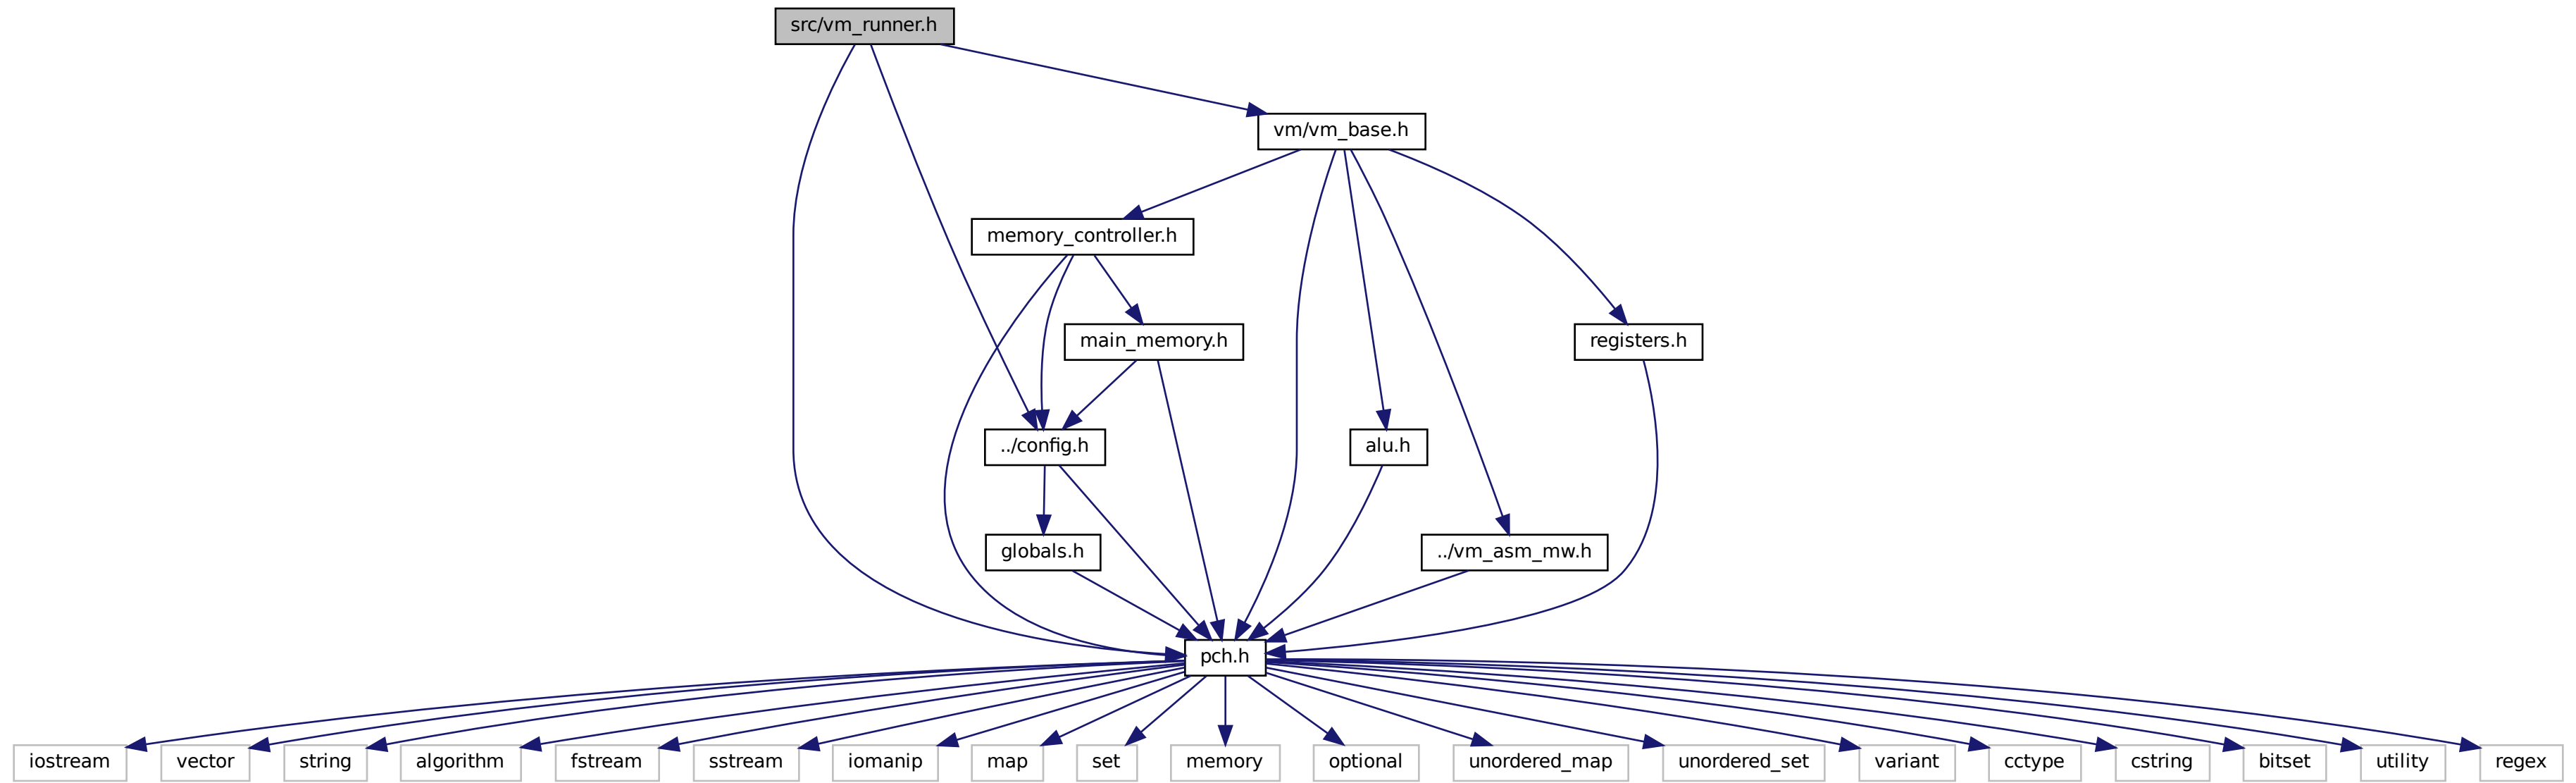 src/vm_runner.h
vm/vm_base.h
memory_controller.h
main_memory.h
registers.h
../config.h
alu.h
globals.h
../vm_asm_mw.h
pch.h
iostream
vector
string
algorithm
fstream
sstream
iomanip
map
set
memory
optional
unordered_map
unordered_set
variant
cctype
cstring
bitset
utility
regex